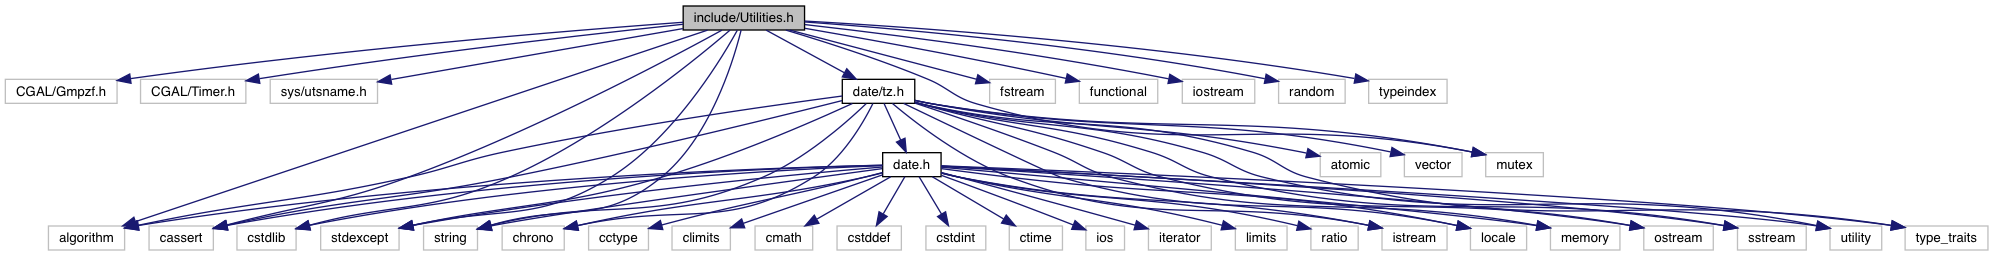 include/Utilities.h
CGAL/Gmpzf.h
CGAL/Timer.h
sys/utsname.h
date/tz.h
fstream
functional
iostream
random
typeindex
date.h
atomic
vector
mutex
algorithm
cassert
cstdlib
stdexcept
string
chrono
cctype
climits
cmath
cstddef
cstdint
ctime
ios
iterator
limits
ratio
istream
locale
memory
ostream
sstream
utility
type_traits